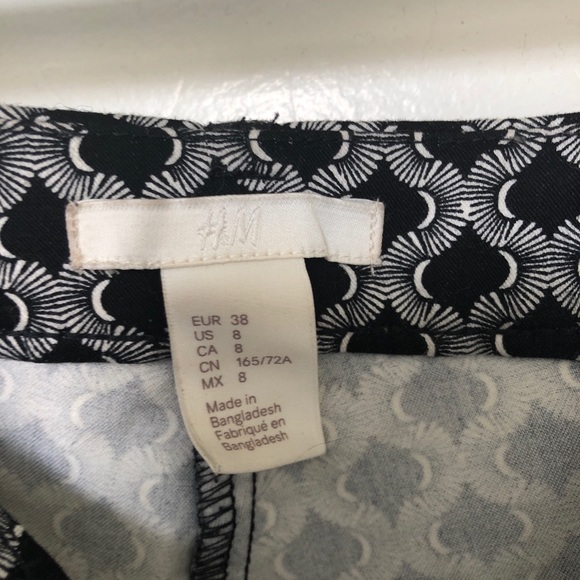 H&M
EUR 38
US 8
CA 8
CN 165/72A
MX 8
Made in
Bangladesh
Fabriqué en
Bangladesh